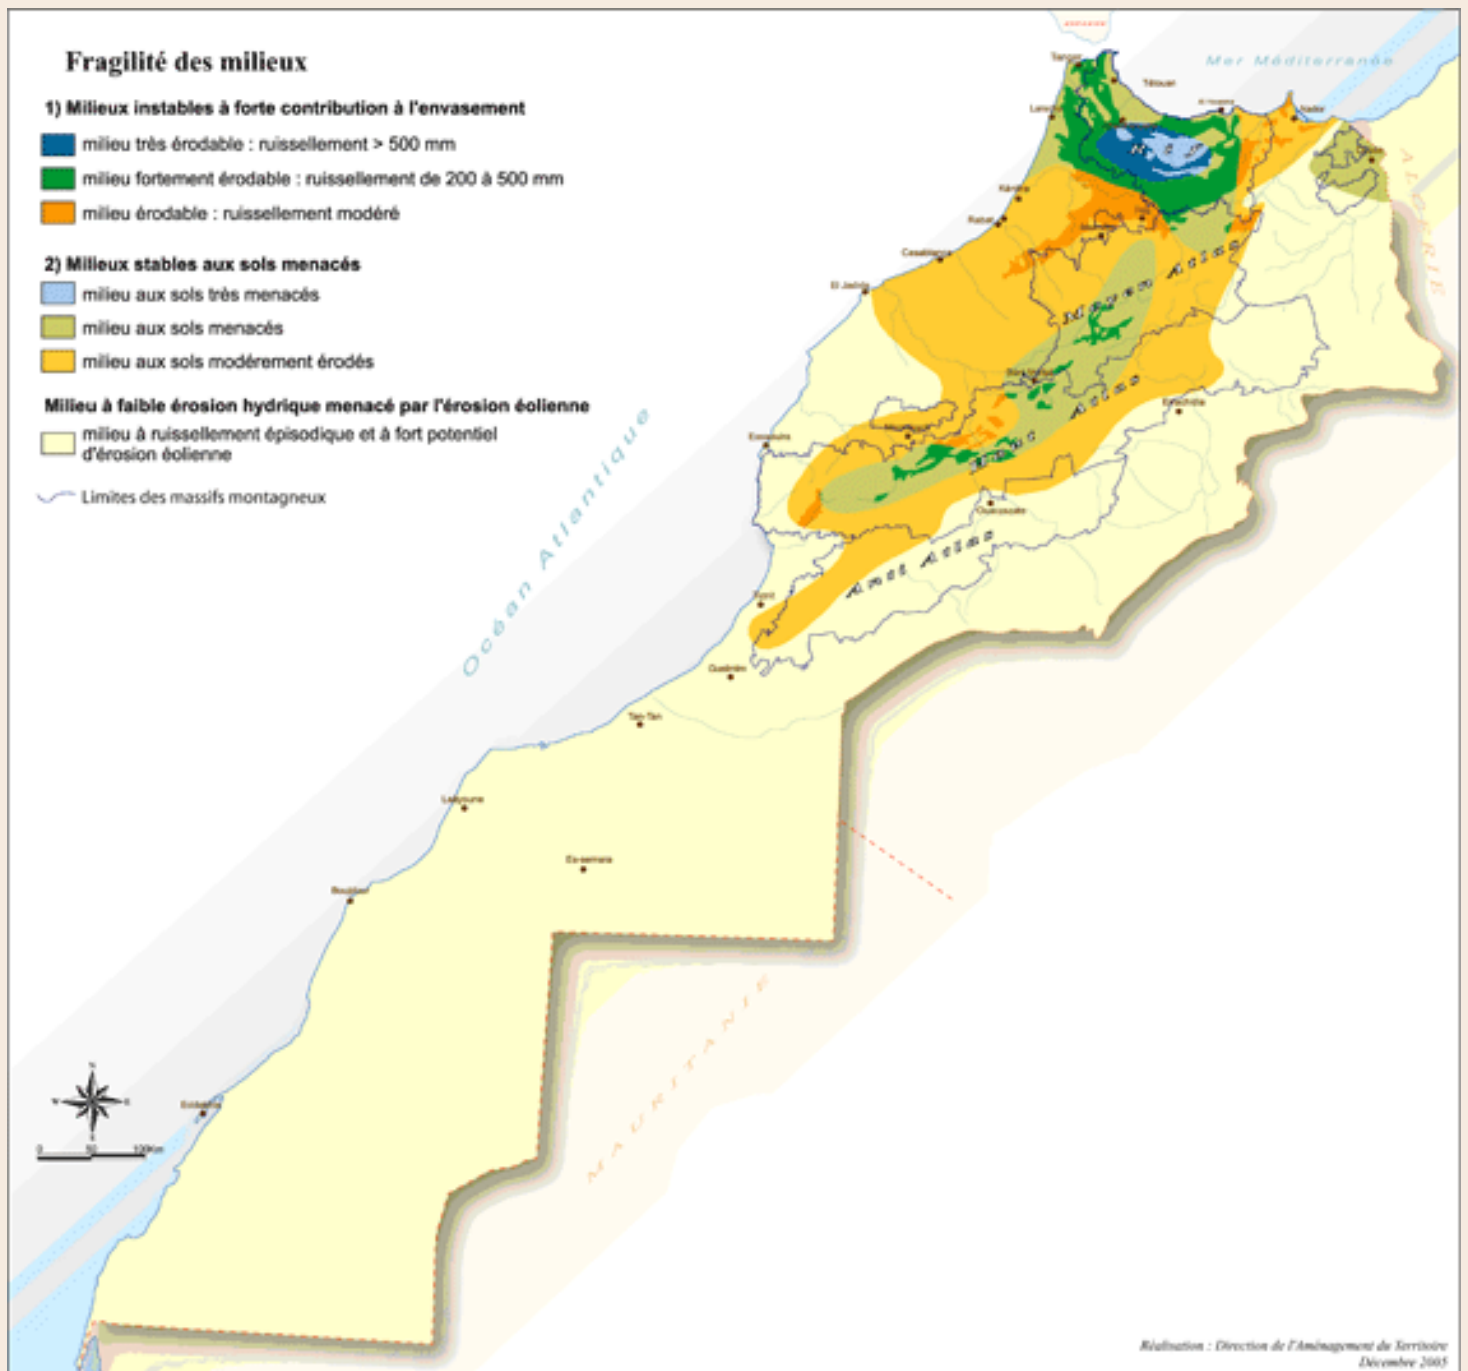 Fragilité des milieux
1) Milieux instables à forte contribution à l'envasement
milieu très érodable : ruissellement > 500 mm
milieu fortement érodable : ruissellement de 200 à 500 mm
milieu érodable : ruissellement modéré
2) Milieux stables aux sols menacés
milieu aux sols très menacés
milieu aux sols menacés
milieu aux sols modérement érodés
Milieu à faible érosion hydrique menacé par l'érosion éolienne
milieu à ruissellement épisodique et à fort potentiel
d'érosion éolienne
Limites des massifs montagneux
Mer Méditerranée
Tanger
Tétouan
Nador
ALGERIE
Kénitra
Rabat
Casablanca
El Jadida
Moyen Atlas
Haut Atlas
Errachidia
Essaouira
Ouarzazate
Anti Atlas
Océan Atlantique
Tiznit
Guelmim
Tan-Tan
Laayoune
Es-semara
Boujdour
MAURITANIE
N
W E
S
0 50 100Km
Réalisation : Direction de l'Aménagement du Territoire
Décembre 2005